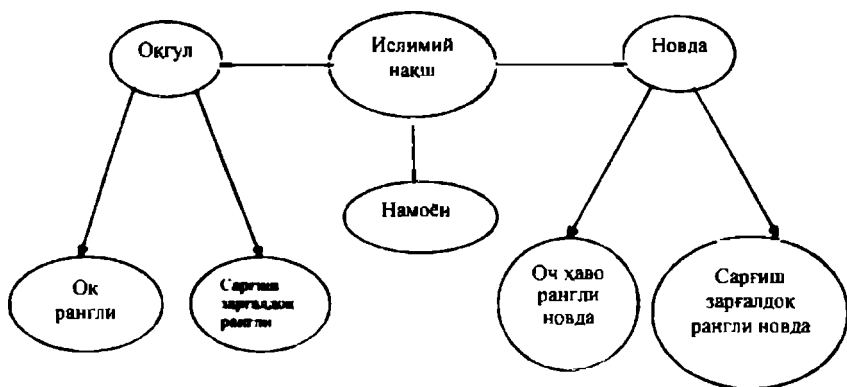 Оқгул
Ислимий
нақш
Новда
Намоён
Оқ
рангли
Сарғиш
зарғалдоқ
рангли
Оч ҳаво
рангли
новда
Сарғиш
зарғалдоқ
рангли новда